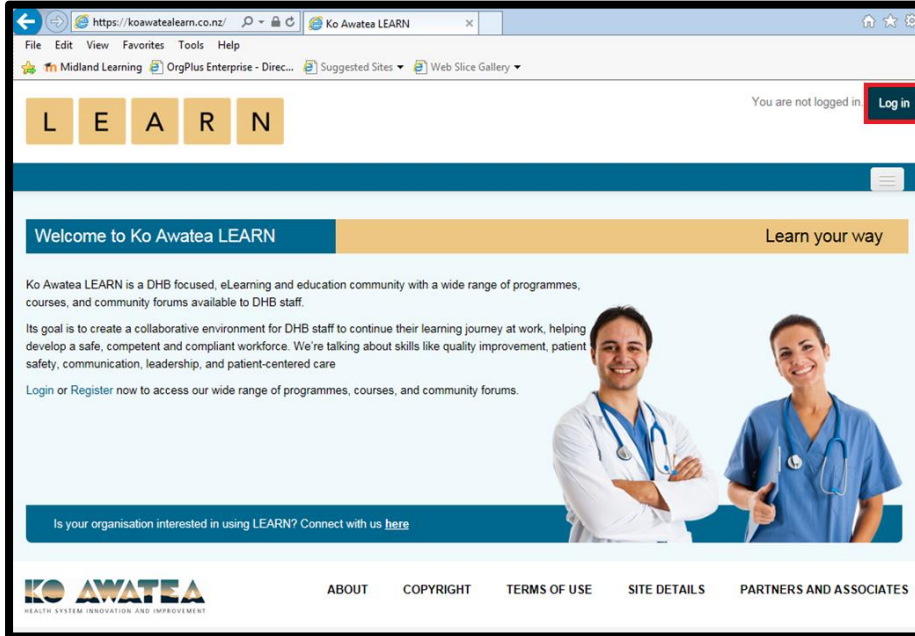 https://koawatealearn.co.nz/
Ko Awatea LEARN
File Edit View Favorites Tools Help
Midland Learning OrgPlus Enterprise - Direc... Suggested Sites Web Slice Gallery
You are not logged in. Log in
LEARN
Welcome to Ko Awatea LEARN
Learn your way
Ko Awatea LEARN is a DHB focused, eLearning and education community with a wide range of programmes,
courses, and community forums available to DHB staff.
Its goal is to create a collaborative environment for DHB staff to continue their learning journey at work, helping
develop a safe, competent and compliant workforce. We're talking about skills like quality improvement, patient
safety, communication, leadership, and patient-centered care
Login or Register now to access our wide range of programmes, courses, and community forums.
Is your organisation interested in using LEARN? Connect with us here
KO AWATEA
HEALTH SYSTEM INNOVATION AND IMPROVEMENT
ABOUT COPYRIGHT TERMS OF USE SITE DETAILS PARTNERS AND ASSOCIATES